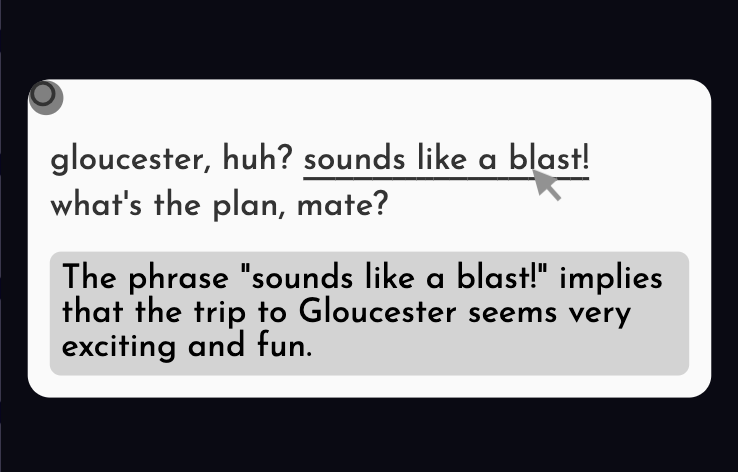 gloucester, huh? sounds like a blast!
what's the plan, mate?
The phrase "sounds like a blast!" implies
that the trip to Gloucester seems very
exciting and fun.